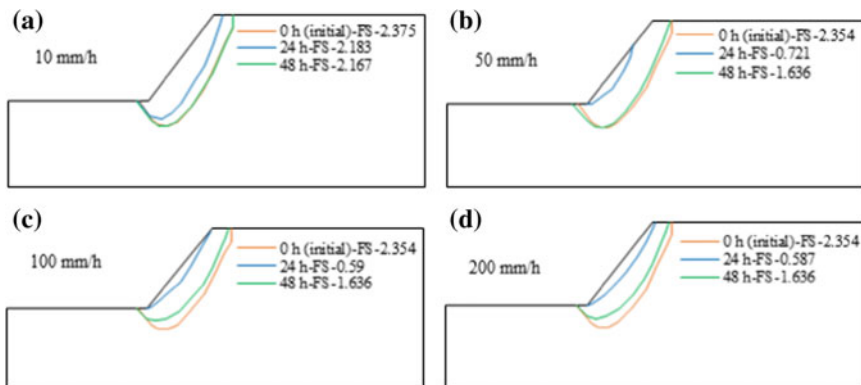 (a)
10 mm/h
0 h (initial)-FS-2.375
24 h-FS-2.183
48 h-FS-2.167
(b)
50 mm/h
0 h (initial)-FS-2.354
24 h-FS-0.721
48 h-FS-1.636
(c)
100 mm/h
0 h (initial)-FS-2.354
24 h-FS-0.59
48 h-FS-1.636
(d)
200 mm/h
0 h (initial)-FS-2.354
24 h-FS-0.587
48 h-FS-1.636